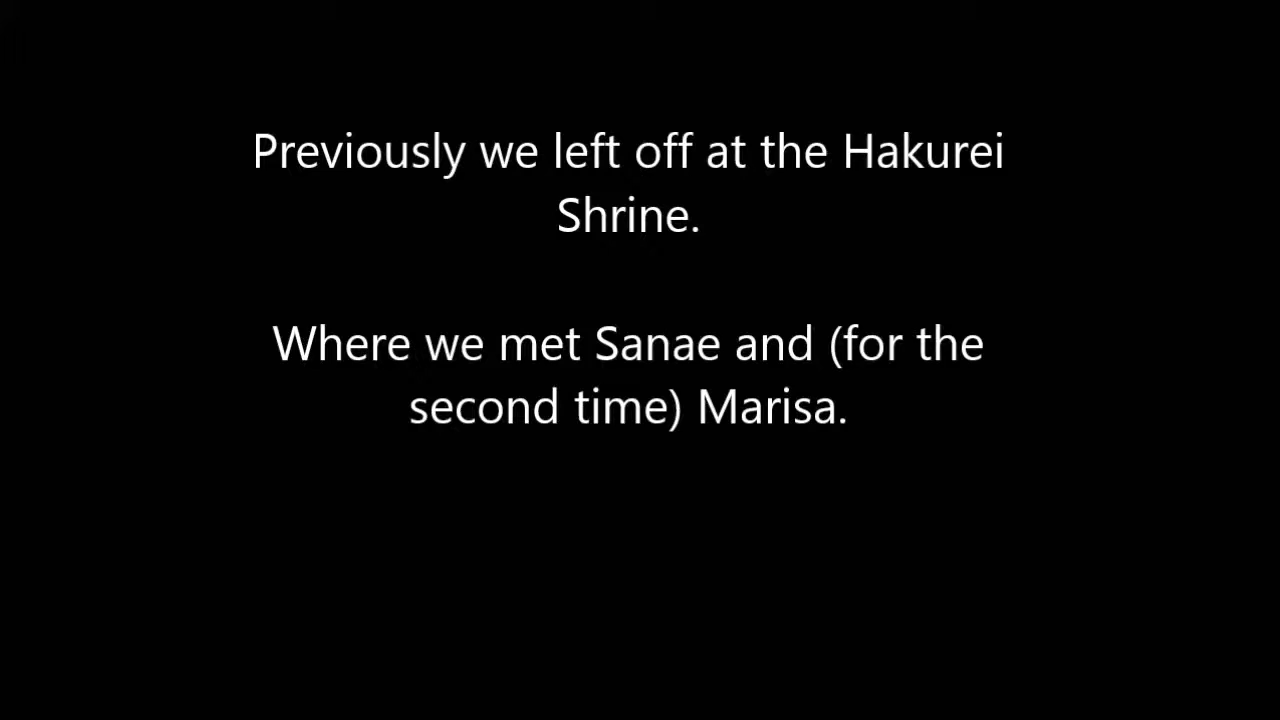 Previously we left off at the Hakurei
Shrine.
Where we met Sanae and (for the
second time) Marisa.